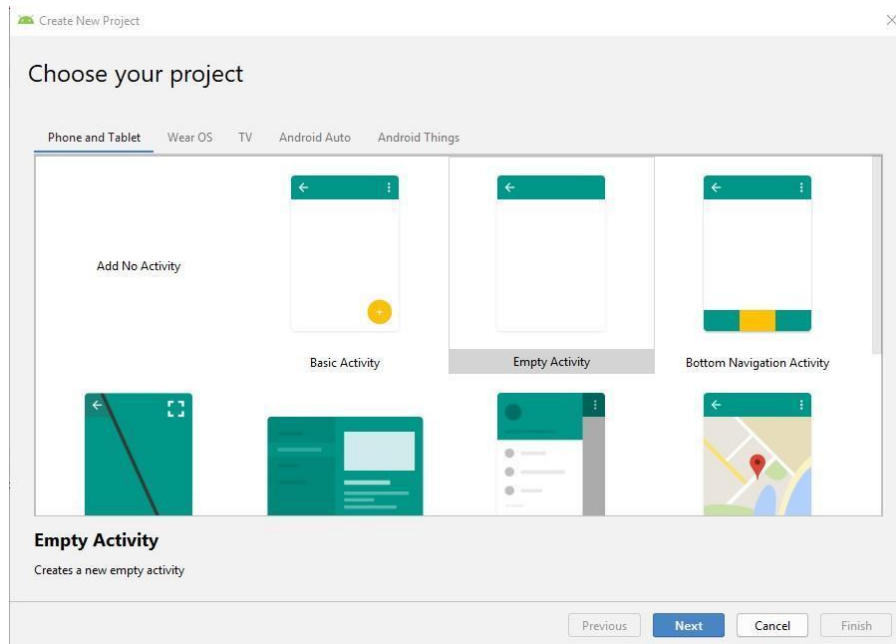 Create New Project
Choose your project
Phone and Tablet Wear OS TV Android Auto Android Things
Add No Activity
Basic Activity
Empty Activity
Bottom Navigation Activity
Empty Activity
Creates a new empty activity
Previous Next Cancel Finish